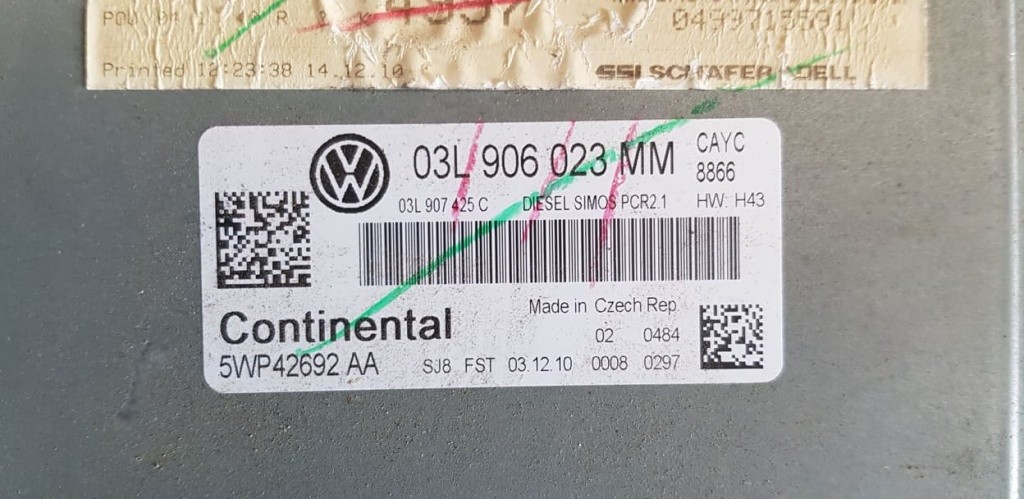 R
0499715591
Printed 12:23:38 14.12.10
SSI SCHÄFER
03L 906 023 MM
CAYC
8866
03L 907 425 C DIESEL SIMOS PCR2.1 HW: H43
Made in Czech Rep.
Continental
02 0484
5WP42692 AA SJ8 FST 03.12.10 0008 0297